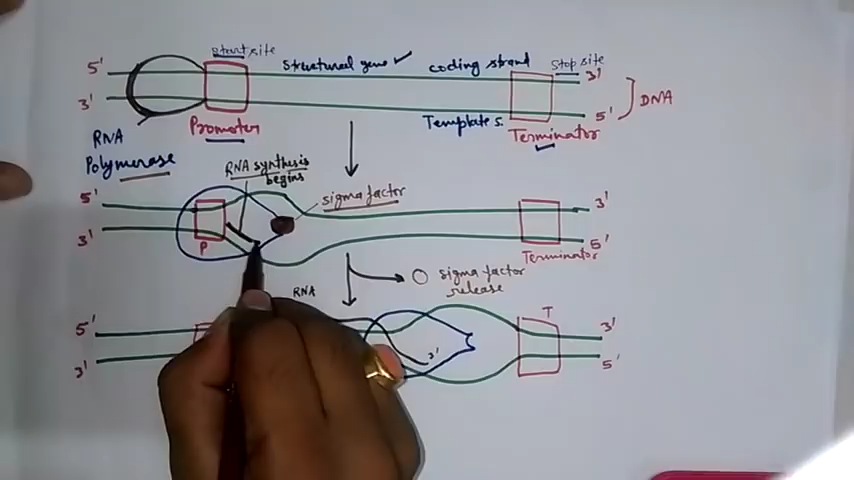 start site
structural gene ✓ coding strand stop site
5' 3'
3' 5' DNA
RNA Promoter Template s. Terminator
Polymerase
RNA synthesis
begins
sigma factor
5' 3'
3' P 5'
Terminator
sigma factor
release
RNA
T
5' 3'
3'
3' 5'